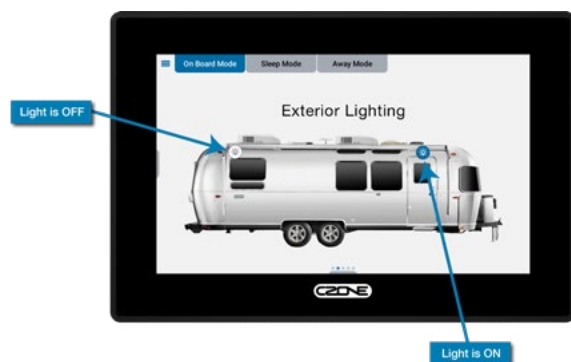 On Board Mode Sleep Mode Away Mode
Light is OFF
Exterior Lighting
CZONE
Light is ON